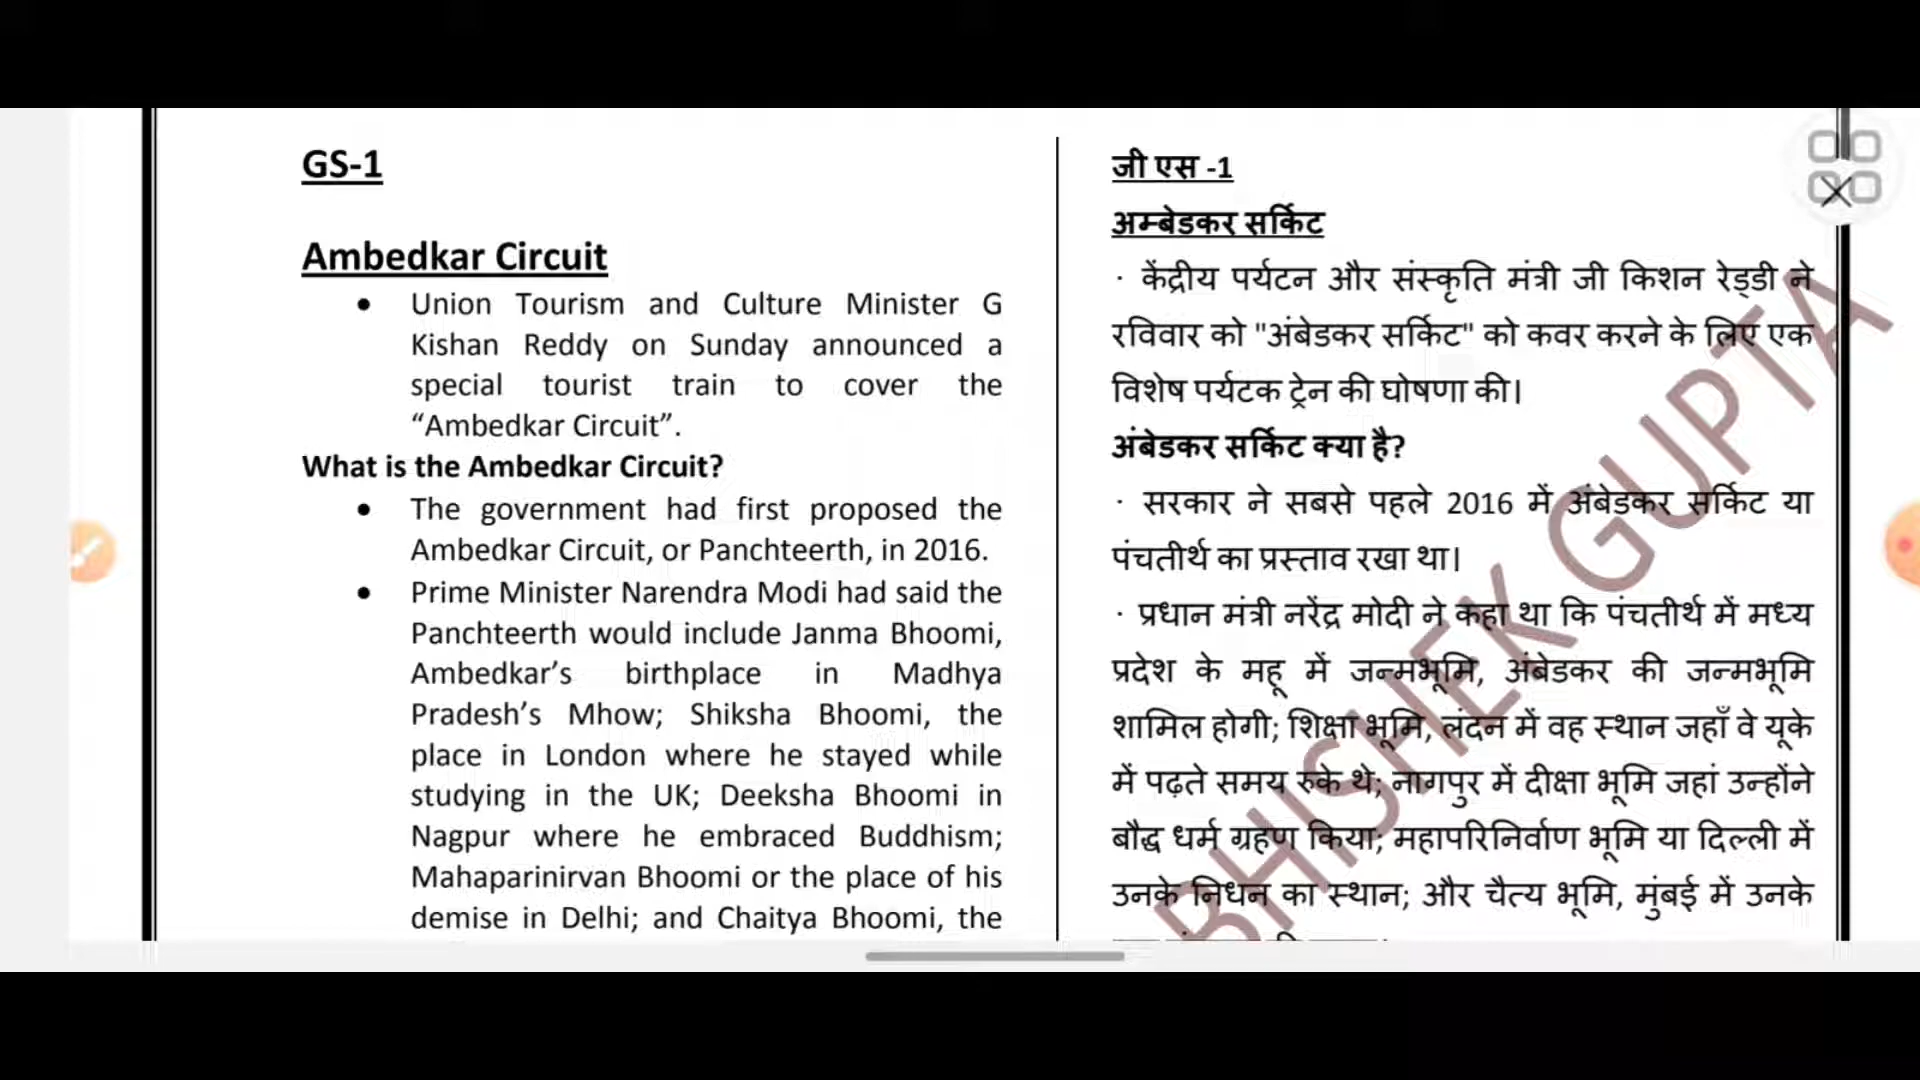 GS-1
Ambedkar Circuit
• Union Tourism and Culture Minister G
Kishan Reddy on Sunday announced a
special tourist train to cover the
“Ambedkar Circuit”.
What is the Ambedkar Circuit?
• The government had first proposed the
Ambedkar Circuit, or Panchteerth, in 2016.
• Prime Minister Narendra Modi had said the
Panchteerth would include Janma Bhoomi,
Ambedkar’s birthplace in Madhya
Pradesh’s Mhow; Shiksha Bhoomi, the
place in London where he stayed while
studying in the UK; Deeksha Bhoomi in
Nagpur where he embraced Buddhism;
Mahaparinirvan Bhoomi or the place of his
demise in Delhi; and Chaitya Bhoomi, the
जी एस -1
अम्बेडकर सर्किट
· केंद्रीय पर्यटन और संस्कृति मंत्री जी किशन रेड्डी ने
रविवार को "अंबेडकर सर्किट" को कवर करने के लिए एक
विशेष पर्यटक ट्रेन की घोषणा की।
अंबेडकर सर्किट क्या है?
· सरकार ने सबसे पहले 2016 में अंबेडकर सर्किट या
पंचतीर्थ का प्रस्ताव रखा था।
· प्रधान मंत्री नरेंद्र मोदी ने कहा था कि पंचतीर्थ में मध्य
प्रदेश के महू में जन्मभूमि, अंबेडकर की जन्मभूमि
शामिल होगी; शिक्षा भूमि, लंदन में वह स्थान जहाँ वे यूके
में पढ़ते समय रुके थे; नागपुर में दीक्षा भूमि जहां उन्होंने
बौद्ध धर्म ग्रहण किया; महापरिनिर्वाण भूमि या दिल्ली में
उनके निधन का स्थान; और चैत्य भूमि, मुंबई में उनके
BHISHEK GUPTA